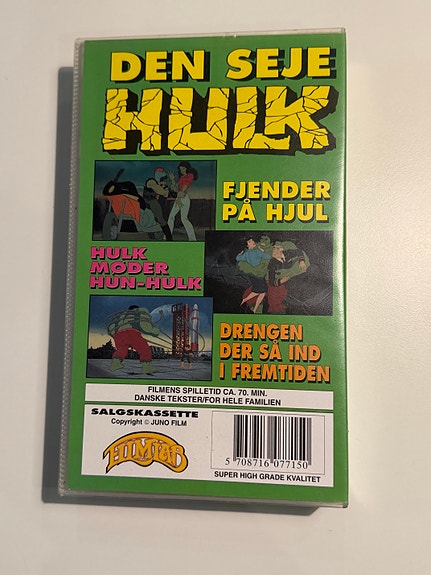 DEN SEJE
HULK
FJENDER
PÅ HJUL
HULK
MØDER
HUN-HULK
DRENGEN
DER SÅ IND
I FREMTIDEN
FILMENS SPILLETID CA. 70. MIN.
DANSKE TEKSTER/FOR HELE FAMILIEN
SALGSKASSETTE
Copyright © JUNO FILM
FILMLAB
5 708716 077150
SUPER HIGH GRADE KVALITET